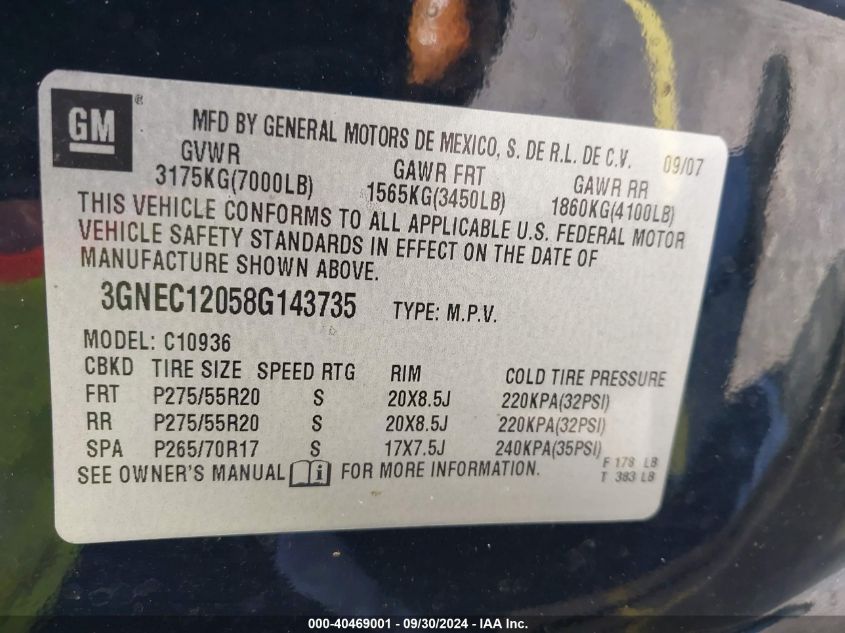 GM ®
MFD BY GENERAL MOTORS DE MEXICO, S. DE R.L. DE C.V. 09/07
GVWR GAWR FRT GAWR RR
3175KG(7000LB) 1565KG(3450LB) 1860KG(4100LB)
THIS VEHICLE CONFORMS TO ALL APPLICABLE U.S. FEDERAL MOTOR
VEHICLE SAFETY STANDARDS IN EFFECT ON THE DATE OF
MANUFACTURE SHOWN ABOVE.
3GNEC12058G143735 TYPE: M.P.V.
MODEL: C10936
CBKD TIRE SIZE SPEED RTG RIM COLD TIRE PRESSURE
FRT P275/55R20 S 20X8.5J 220KPA(32PSI)
RR P275/55R20 S 20X8.5J 220KPA(32PSI)
SPA P265/70R17 S 17X7.5J 240KPA(35PSI)
SEE OWNER'S MANUAL i FOR MORE INFORMATION.
F 178 LB
T 383 LB
000-40469001 - 09/30/2024 - IAA Inc.